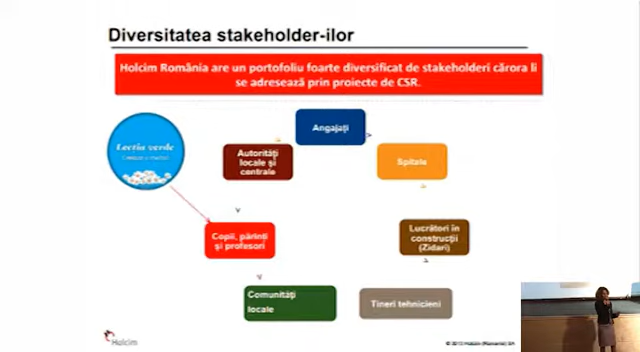 Diversitatea stakeholder-ilor
Holcim România are un portofoliu foarte diversificat de stakeholderi cărora li
se adresează prin proiecte de CSR.
Angajați
Lectia verde
Autorități
locale și
centrale
Spitale
Copii, părinți
și profesori
Lucrători în
construcții
(Zidari)
Comunități
locale
Tineri tehnicieni
Holcim
© 2013 Holcim (Romania) SA